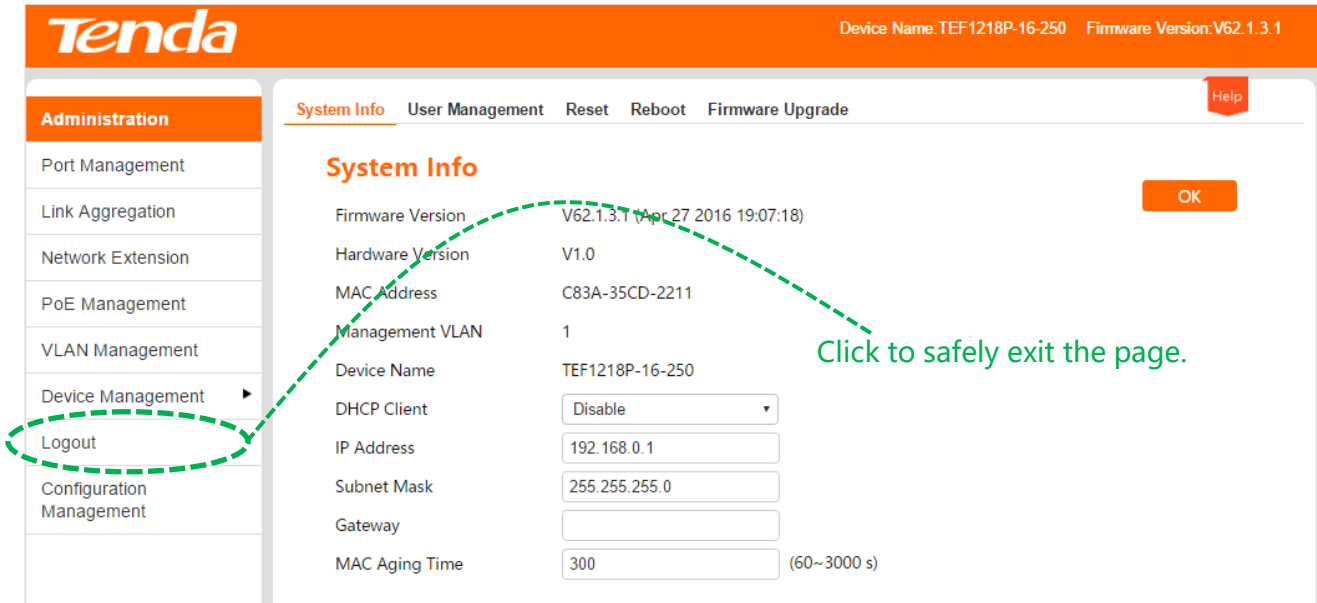 Tenda
Device Name:TEF1218P-16-250 Firmware Version:V62.1.3.1
Administration
Port Management
Link Aggregation
Network Extension
PoE Management
VLAN Management
Device Management
Logout
Configuration
Management
System Info User Management Reset Reboot Firmware Upgrade
Help
System Info
OK
Firmware Version V62.1.3.1 (Apr 27 2016 19:07:18)
Hardware Version V1.0
MAC Address C83A-35CD-2211
Management VLAN 1
Device Name TEF1218P-16-250
DHCP Client Disable
IP Address 192.168.0.1
Subnet Mask 255.255.255.0
Gateway
MAC Aging Time 300 (60~3000 s)
Click to safely exit the page.